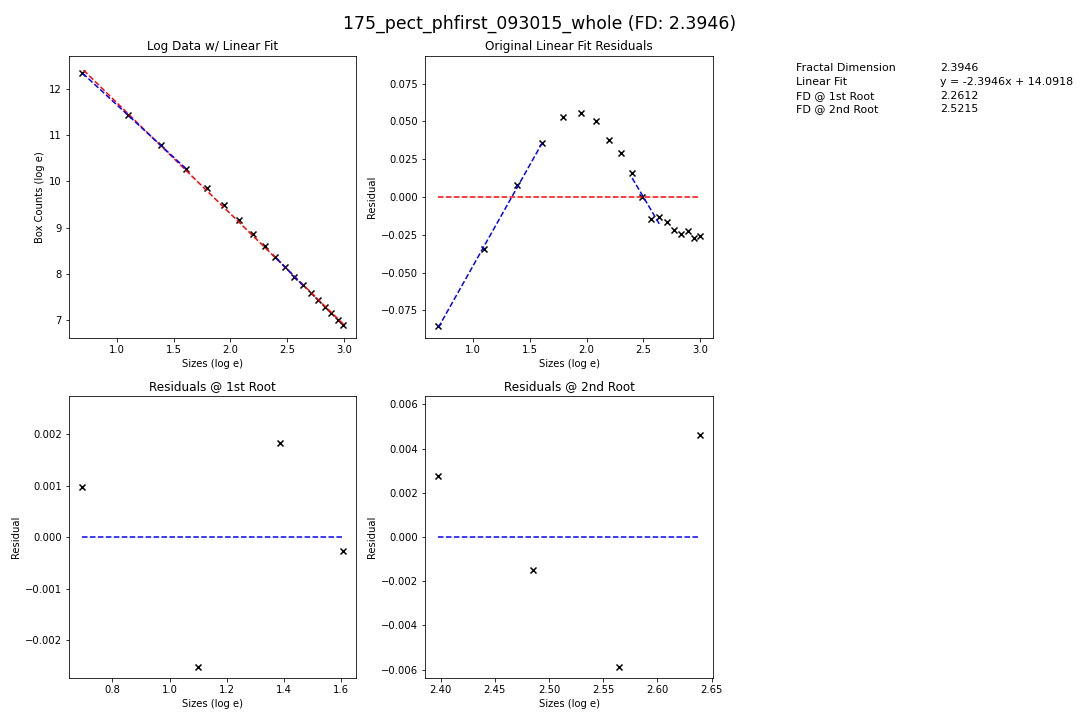 175_pect_phfirst_093015_whole (FD: 2.3946)
Log Data w/ Linear Fit
12
11
10
9
8
7
Box Counts (log e)
1.0 1.5 2.0 2.5 3.0
Sizes (log e)
Original Linear Fit Residuals
0.075
0.050
0.025
0.000
−0.025
−0.050
−0.075
Residual
1.0 1.5 2.0 2.5 3.0
Sizes (log e)
Fractal Dimension 2.3946
Linear Fit y = -2.3946x + 14.0918
FD @ 1st Root 2.2612
FD @ 2nd Root 2.5215
Residuals @ 1st Root
0.002
0.001
0.000
−0.001
−0.002
Residual
0.8 1.0 1.2 1.4 1.6
Sizes (log e)
Residuals @ 2nd Root
0.006
0.004
0.002
0.000
−0.002
−0.004
−0.006
Residual
2.40 2.45 2.50 2.55 2.60 2.65
Sizes (log e)